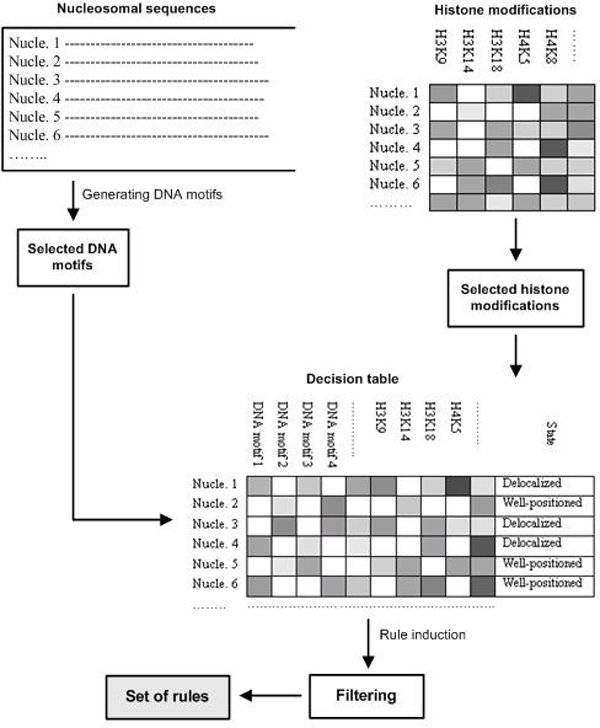 Nucleosomal sequences
Nucle. 1 ------------------------------------
Nucle. 2 -------------------------------------
Nucle. 3 ---------------------------------------
Nucle. 4 --------------------------------------
Nucle. 5 -------------------------------------
Nucle. 6 ---------------------------------------
........
Generating DNA motifs
Selected DNA
motifs
Histone modifications
H3K9
H3K14
H3K18
H4K5
H4K8
........
Nucle. 1
Nucle. 2
Nucle. 3
Nucle. 4
Nucle. 5
Nucle. 6
.........
Selected histone
modifications
Decision table
DNA motif 1
DNA motif 2
DNA motif 3
DNA motif 4
..........
H3K9
H3K14
H3K18
H4K5
..........
State
Nucle. 1 Delocalized
Nucle. 2 Well-positioned
Nucle. 3 Delocalized
Nucle. 4 Delocalized
Nucle. 5 Well-positioned
Nucle. 6 Well-positioned
........ ................................................
Rule induction
Filtering
Set of rules